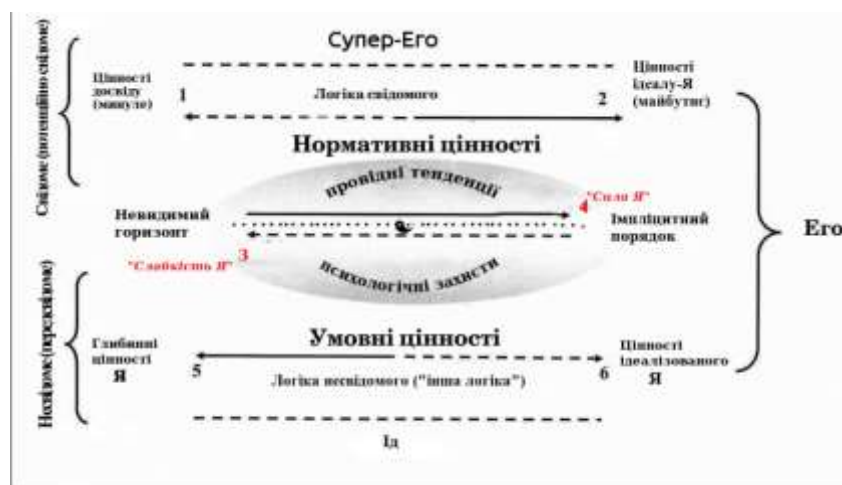 Супер-Его
Свідоме (потенційно свідоме)
Цінності
досвіду
(минуле)
1
Логіка свідомого
2
Цінності
ідеалу-Я
(майбутнє)
Нормативні цінності
провідні тенденції
"Сила Я"
4
Невидимий
горизонт
Імпліцитний
порядок
Его
3
"Слабкість Я"
психологічні захисти
Умовні цінності
Несвідоме (передсвідоме)
Глибинні
цінності
Я
5
Логіка несвідомого ("інша логіка")
6
Цінності
ідеалізованого
Я
Ід